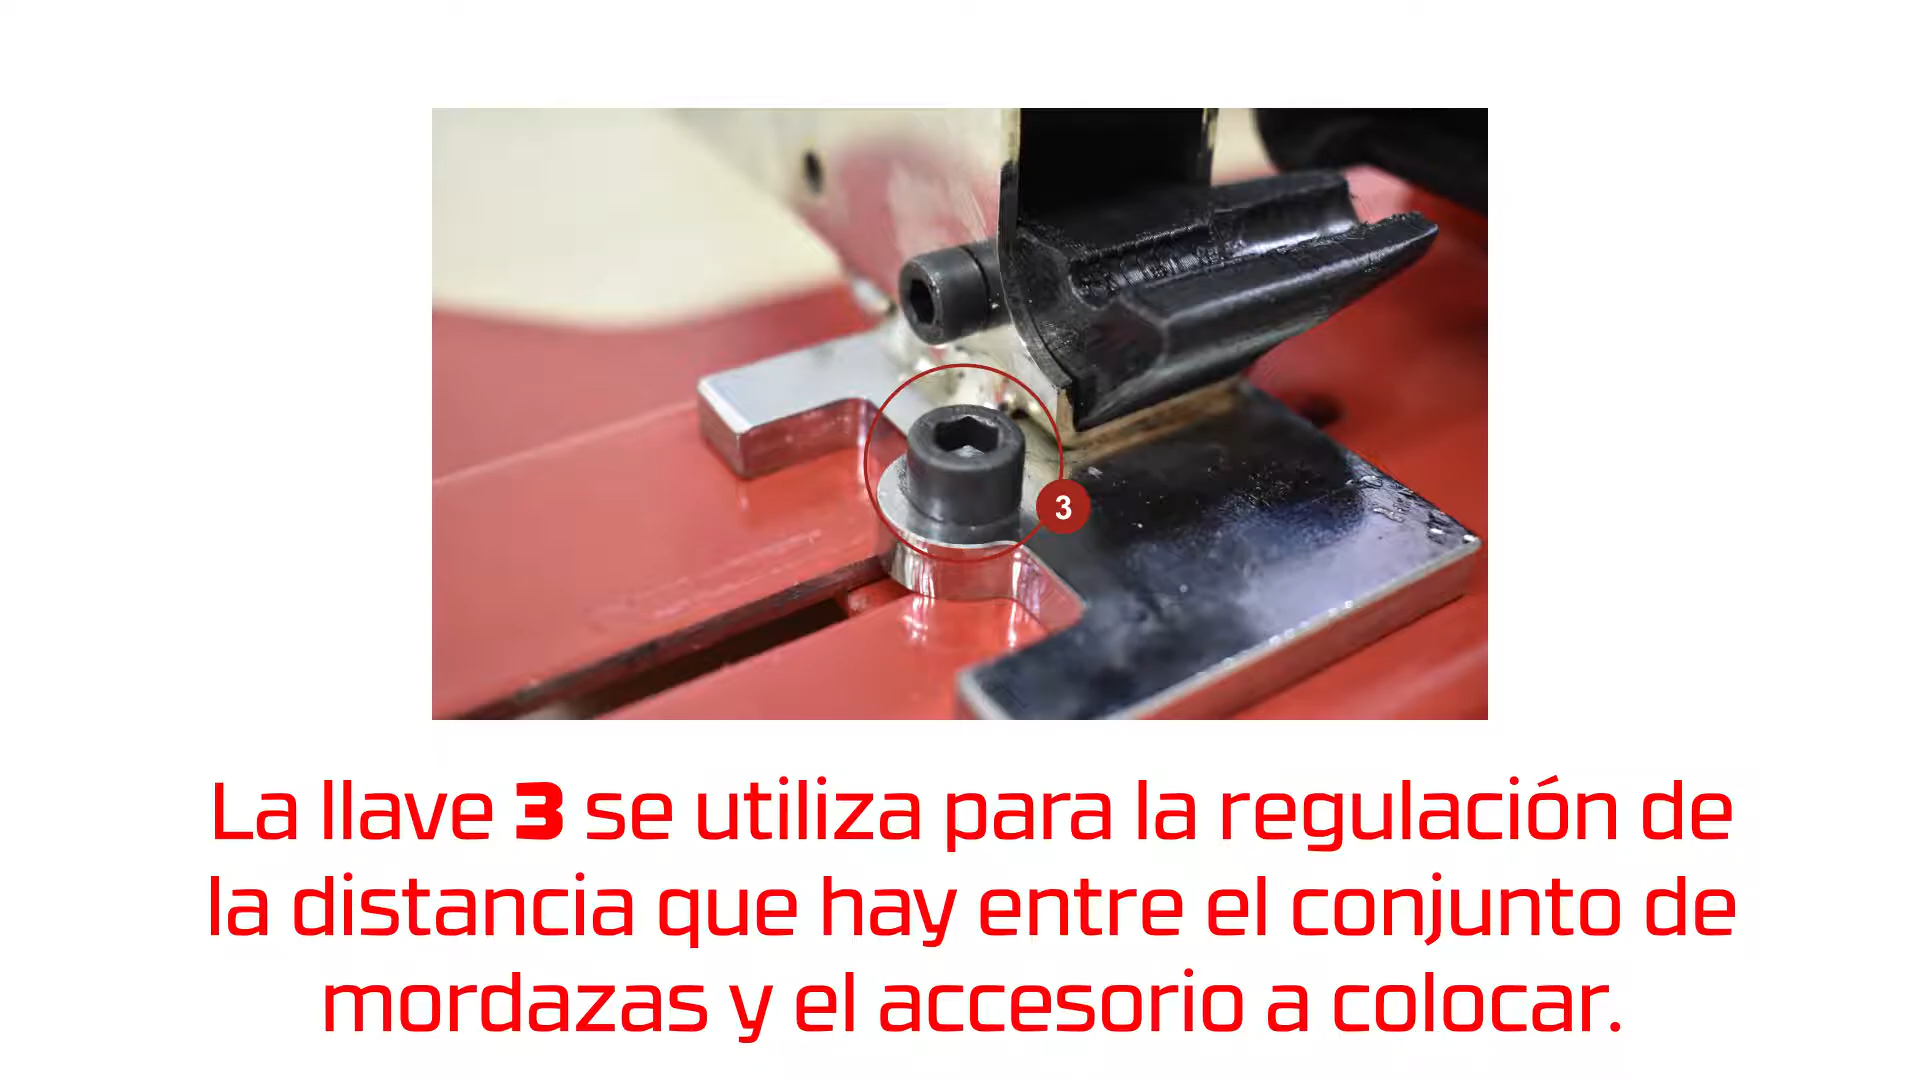 3
La llave 3 se utiliza para la regulación de
la distancia que hay entre el conjunto de
mordazas y el accesorio a colocar.